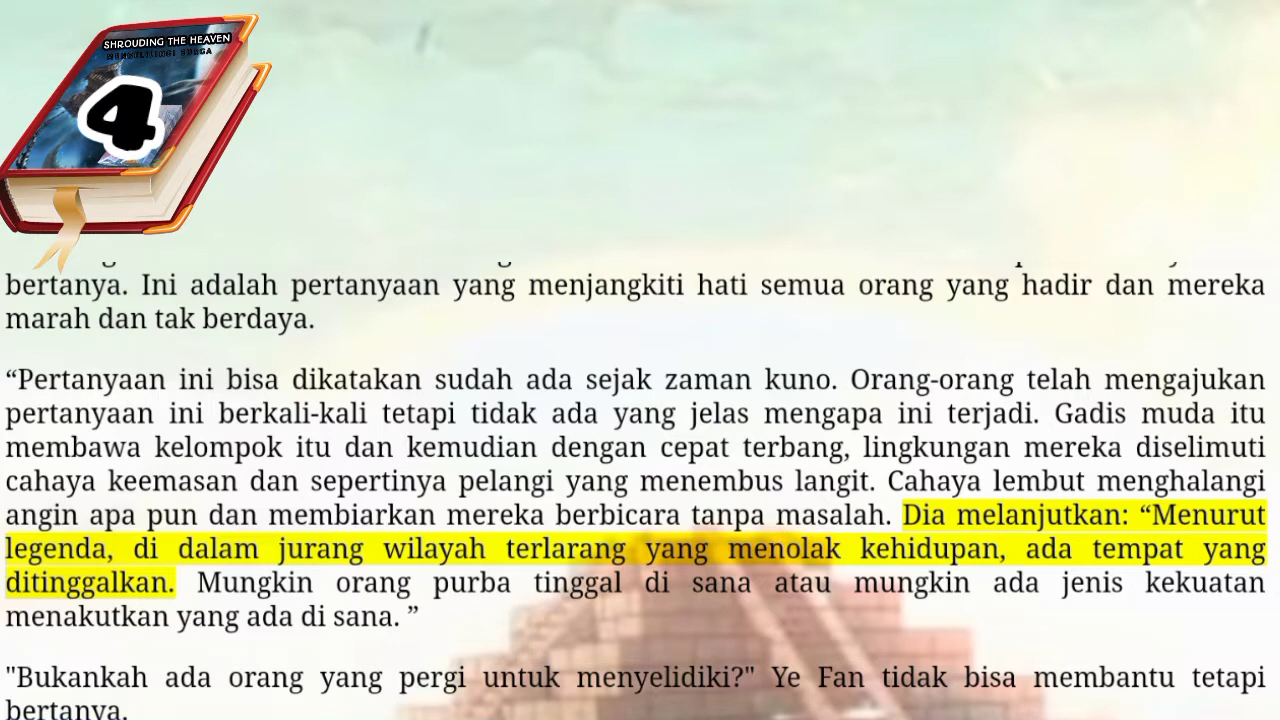 SHROUDING THE HEAVEN
4
bertanya. Ini adalah pertanyaan yang menjangkiti hati semua orang yang hadir dan mereka
marah dan tak berdaya.
“Pertanyaan ini bisa dikatakan sudah ada sejak zaman kuno. Orang-orang telah mengajukan
pertanyaan ini berkali-kali tetapi tidak ada yang jelas mengapa ini terjadi. Gadis muda itu
membawa kelompok itu dan kemudian dengan cepat terbang, lingkungan mereka diselimuti
cahaya keemasan dan sepertinya pelangi yang menembus langit. Cahaya lembut menghalangi
angin apa pun dan membiarkan mereka berbicara tanpa masalah. Dia melanjutkan: “Menurut
legenda, di dalam jurang wilayah terlarang yang menolak kehidupan, ada tempat yang
ditinggalkan. Mungkin orang purba tinggal di sana atau mungkin ada jenis kekuatan
menakutkan yang ada di sana. ”
"Bukankah ada orang yang pergi untuk menyelidiki?" Ye Fan tidak bisa membantu tetapi
bertanya.